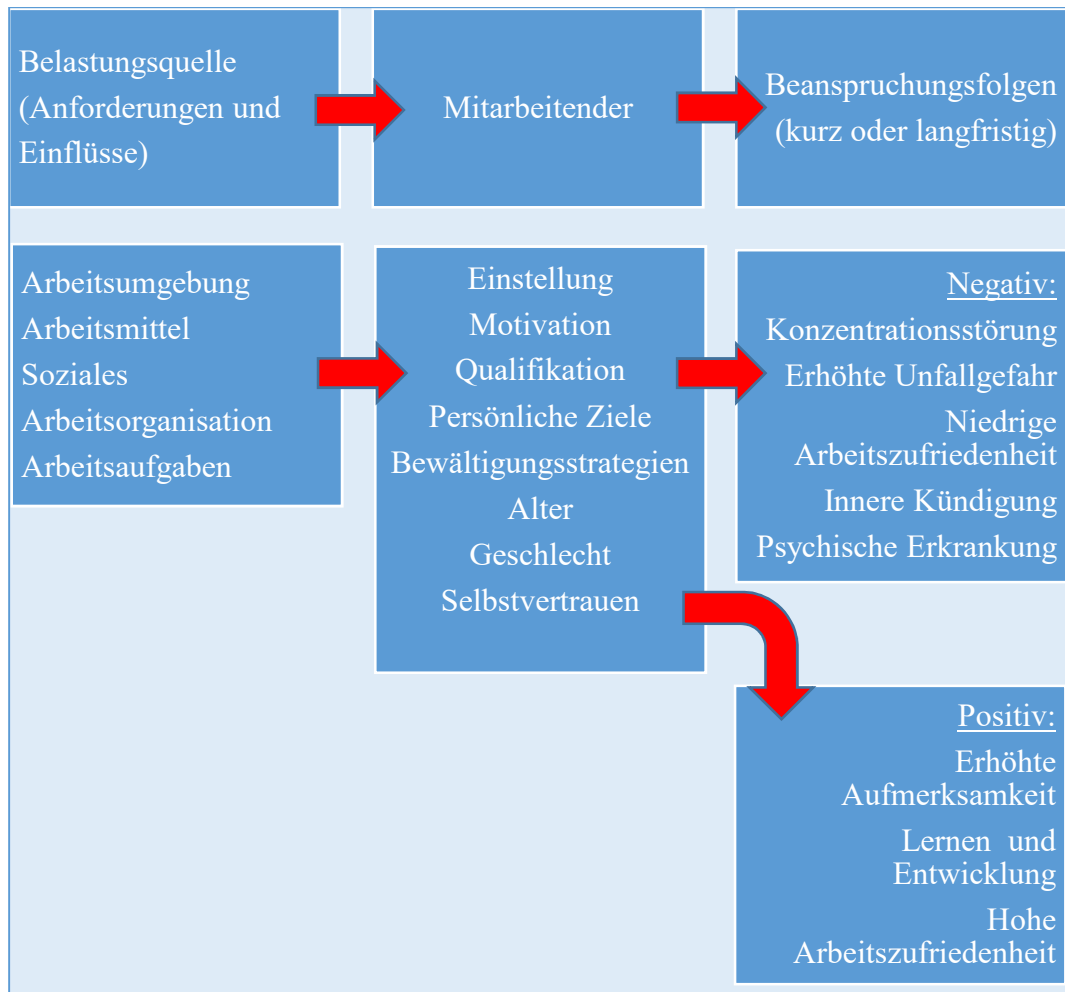 Belastungsquelle
(Anforderungen und
Einflüsse)
Mitarbeitender
Beanspruchungsfolgen
(kurz oder langfristig)
Arbeitsumgebung
Arbeitsmittel
Soziales
Arbeitsorganisation
Arbeitsaufgaben
Einstellung
Motivation
Qualifikation
Persönliche Ziele
Bewältigungsstrategien
Alter
Geschlecht
Selbstvertrauen
Negativ:
Konzentrationsstörung
Erhöhte Unfallgefahr
Niedrige
Arbeitszufriedenheit
Innere Kündigung
Psychische Erkrankung
Positiv:
Erhöhte
Aufmerksamkeit
Lernen und
Entwicklung
Hohe
Arbeitszufriedenheit